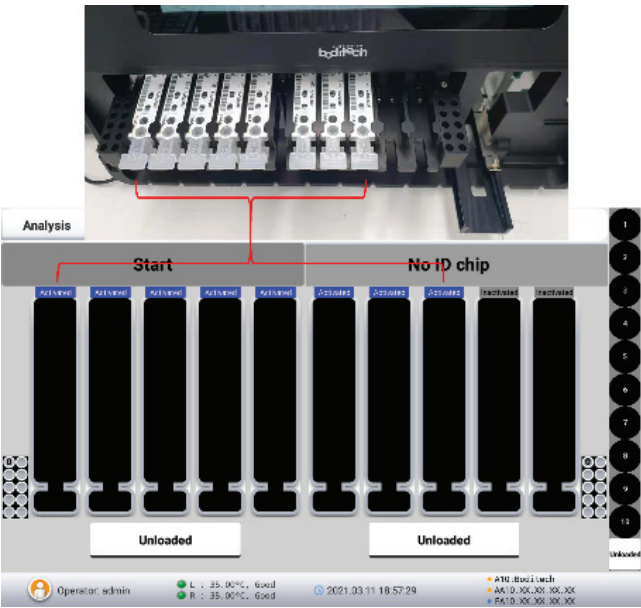 boditech
Analysis
Start
No ID chip
Activated Activated Activated Activated Activated Activated Activated Activated Inactivated Inactivated
1
2
3
4
5
6
7
8
9
10
0
0
Unloaded
Unloaded
Unloaded
Operator: admin
L : 35.00°C, Good
R : 35.00°C, Good
2021.03.11 18:57:29
A10:Boditech
AA10.XX.XX.XX.XX
FA10.XX.XX.XX.XX